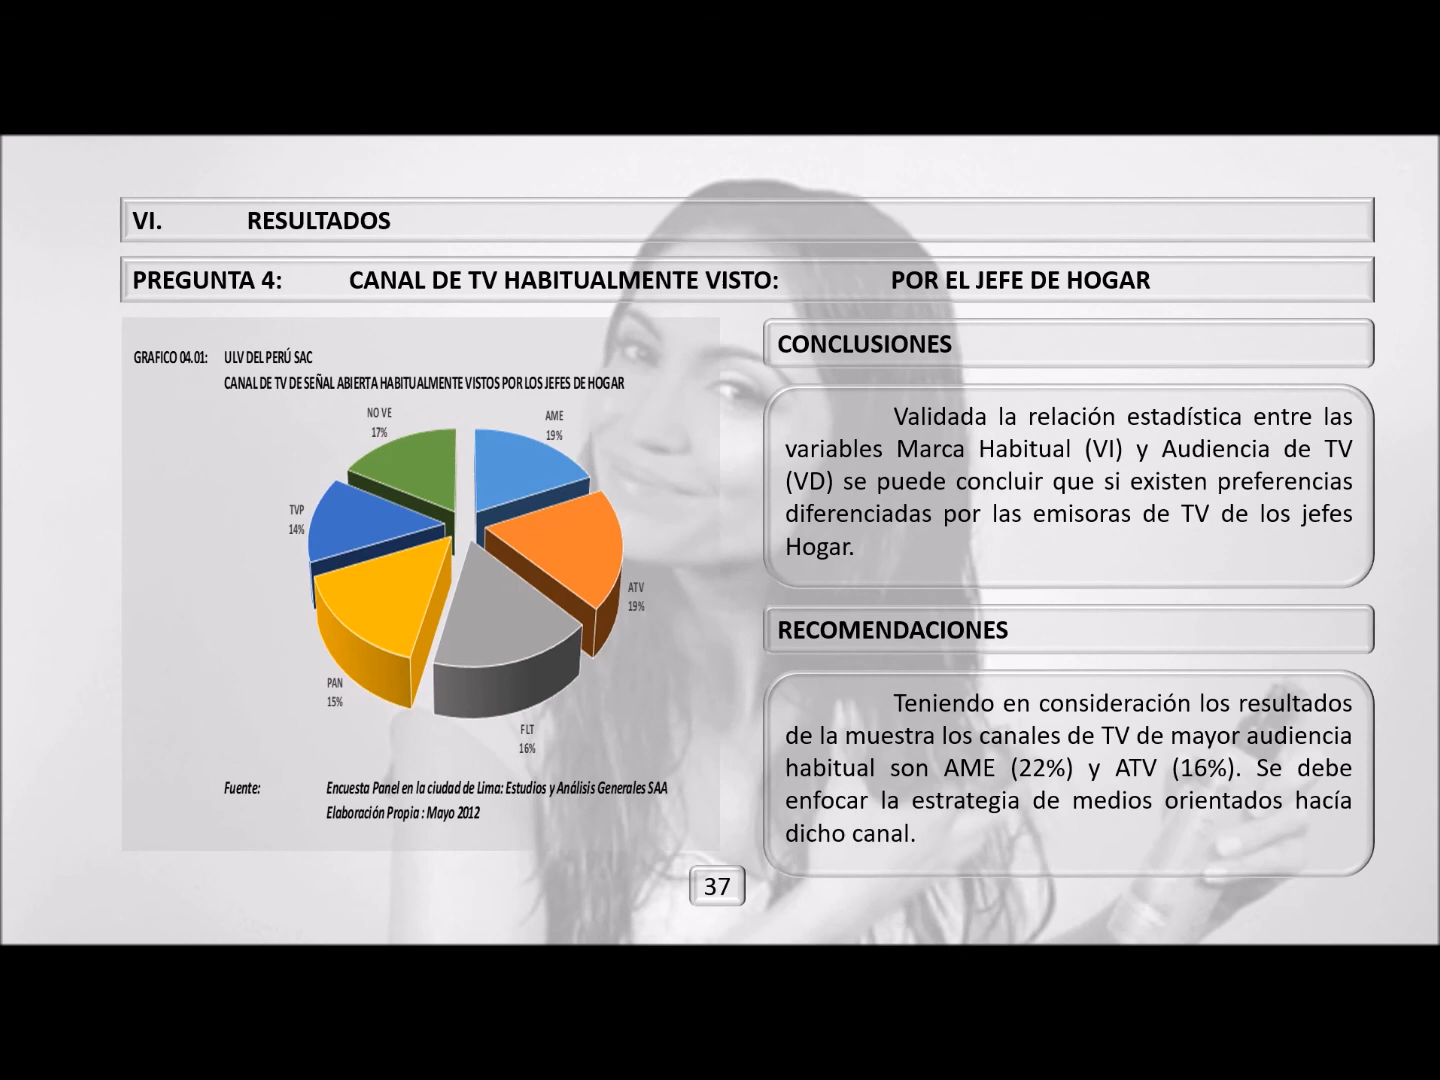 VI. RESULTADOS
PREGUNTA 4: CANAL DE TV HABITUALMENTE VISTO: POR EL JEFE DE HOGAR
GRAFICO 04.01: ULV DEL PERÚ SAC
CANAL DE TV DE SEÑAL ABIERTA HABITUALMENTE VISTOS POR LOS JEFES DE HOGAR
NO VE
17%
AME
19%
TVP
14%
ATV
19%
PAN
15%
FLT
16%
Fuente: Encuesta Panel en la ciudad de Lima: Estudios y Análisis Generales SAA
Elaboración Propia : Mayo 2012
CONCLUSIONES
Validada la relación estadística entre las
variables Marca Habitual (VI) y Audiencia de TV
(VD) se puede concluir que si existen preferencias
diferenciadas por las emisoras de TV de los jefes
Hogar.
RECOMENDACIONES
Teniendo en consideración los resultados
de la muestra los canales de TV de mayor audiencia
habitual son AME (22%) y ATV (16%). Se debe
enfocar la estrategia de medios orientados hacía
dicho canal.
37